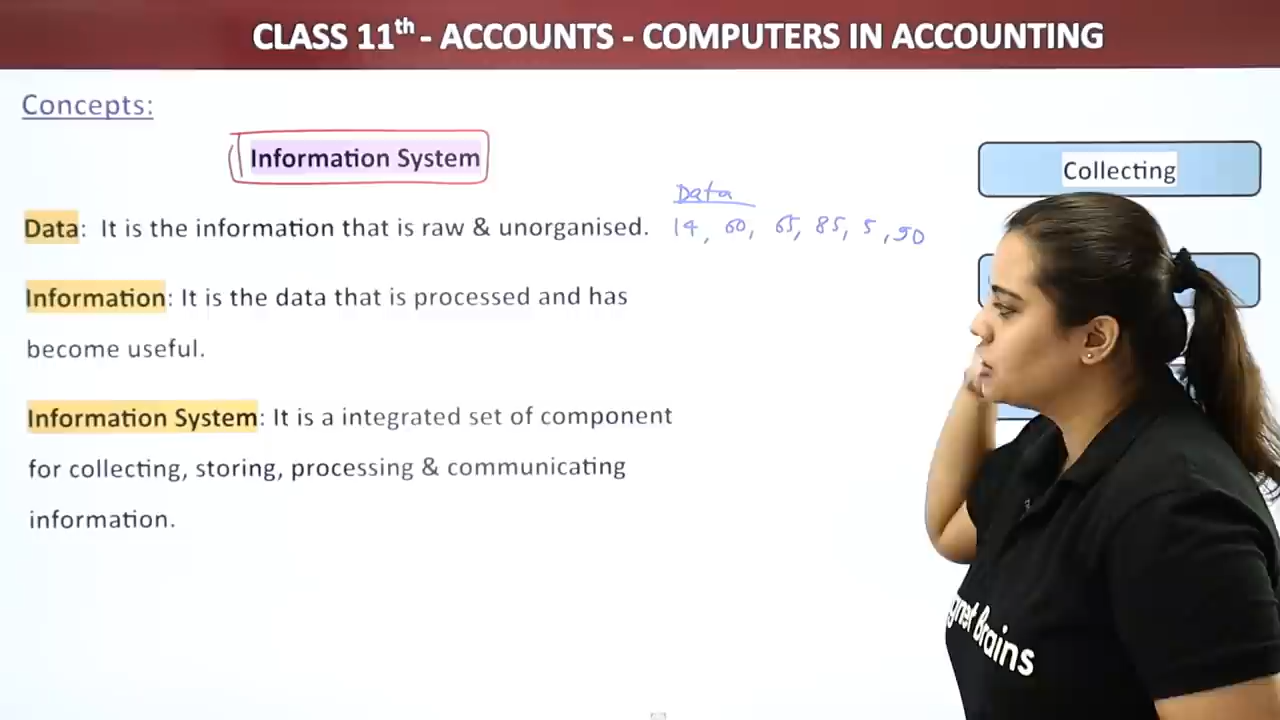 CLASS 11th - ACCOUNTS - COMPUTERS IN ACCOUNTING
Concepts:
Information System
Collecting
Data
Data: It is the information that is raw & unorganised.
14, 60, 65, 85, 5, 90
Information: It is the data that is processed and has
become useful.
Information System: It is a integrated set of component
for collecting, storing, processing & communicating
information.
Brains